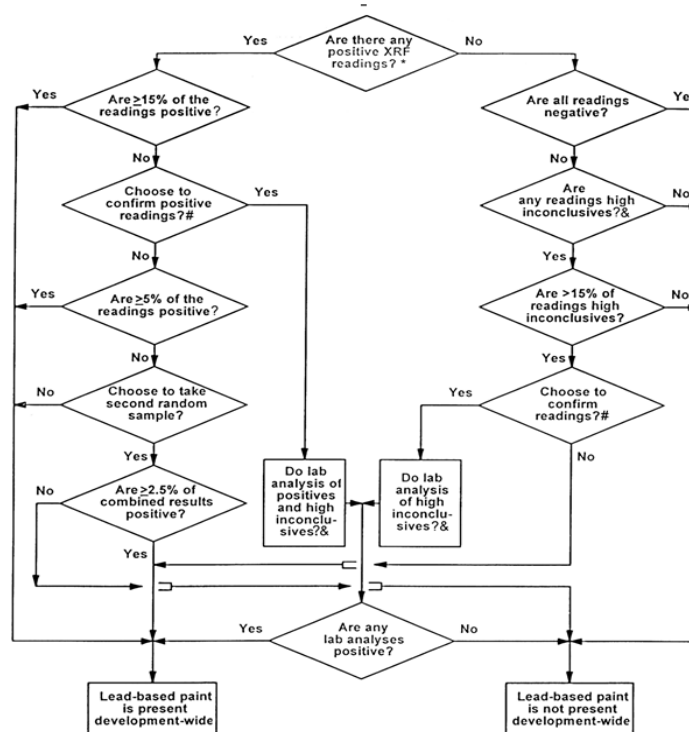 Are there any
positive XRF
readings? *
Yes
No
Are ≥15% of the
readings positive?
Yes
No
Are all readings
negative?
Ye
No
Choose to
confirm positive
readings?#
Yes
No
Are
any readings high
inconclusives?&
No
Yes
Are ≥5% of the
readings positive?
Yes
No
Are >15% of
readings high
inconclusives?
No
Yes
Choose to take
second random
sample?
No
Yes
Choose to
confirm
readings?#
Yes
No
Are ≥2.5% of
combined results
positive?
No
Yes
Do lab
analysis of
positives
and high
inconclu-
sives?&
Do lab
analysis
of high
inconclu-
sives?&
Are any
lab analyses
positive?
Yes
No
Lead-based paint
is present
development-wide
Lead-based paint
is not present
development-wide